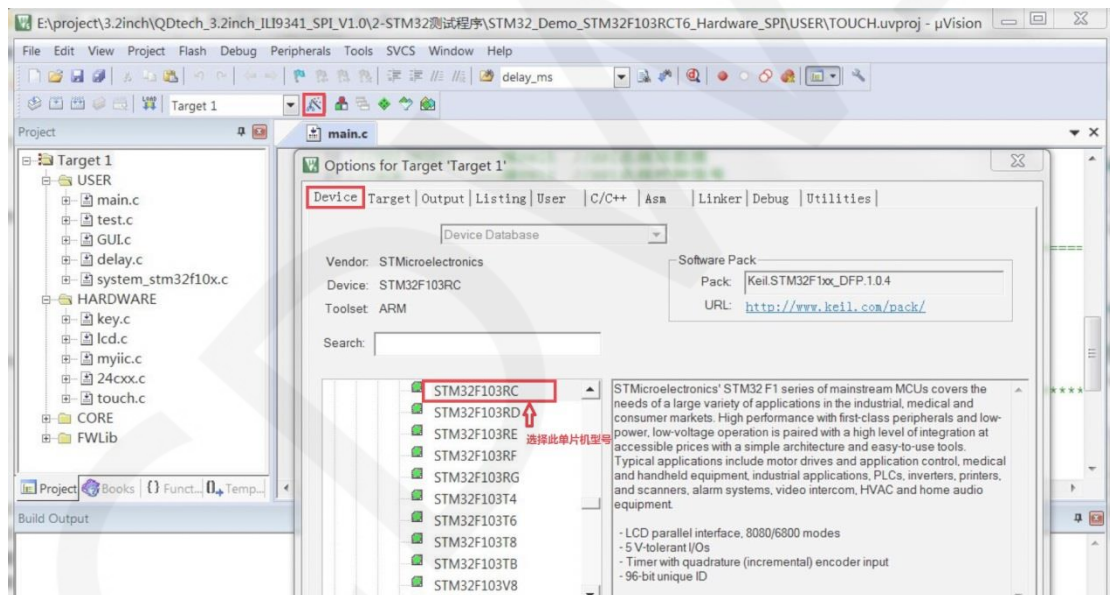 E:\project\3.2inch\QDtech_3.2inch_ILI9341_SPI_V1.0\2-STM32测试程序\STM32_Demo_STM32F103RCT6_Hardware_SPI\USER\TOUCH.uvproj - µVision
File Edit View Project Flash Debug Peripherals Tools SVCS Window Help
delay_ms
Target 1
Project
main.c
Target 1
USER
main.c
test.c
GUI.c
delay.c
system_stm32f10x.c
HARDWARE
key.c
lcd.c
myiic.c
24cxx.c
touch.c
CORE
FWLib
Project Books {} Funct... Temp...
Build Output
Options for Target 'Target 1'
Device Target Output Listing User C/C++ Asm Linker Debug Utilities
Device Database
Vendor: STMicroelectronics
Device: STM32F103RC
Toolset: ARM
Search:
Software Pack
Pack: Keil.STM32F1xx_DFP.1.0.4
URL: http://www.keil.com/pack/
STM32F103RC
STM32F103RD
STM32F103RE
STM32F103RF
STM32F103RG
STM32F103T4
STM32F103T6
STM32F103T8
STM32F103TB
STM32F103V8
选择此单片机型号
STMicroelectronics' STM32 F1 series of mainstream MCUs covers the
needs of a large variety of applications in the industrial, medical and
consumer markets. High performance with first-class peripherals and low-
power, low-voltage operation is paired with a high level of integration at
accessible prices with a simple architecture and easy-to-use tools.
Typical applications include motor drives and application control, medical
and handheld equipment, industrial applications, PLCs, inverters, printers,
and scanners, alarm systems, video intercom, HVAC and home audio
equipment.
- LCD parallel interface, 8080/6800 modes
- 5 V-tolerant I/Os
- Timer with quadrature (incremental) encoder input
- 96-bit unique ID